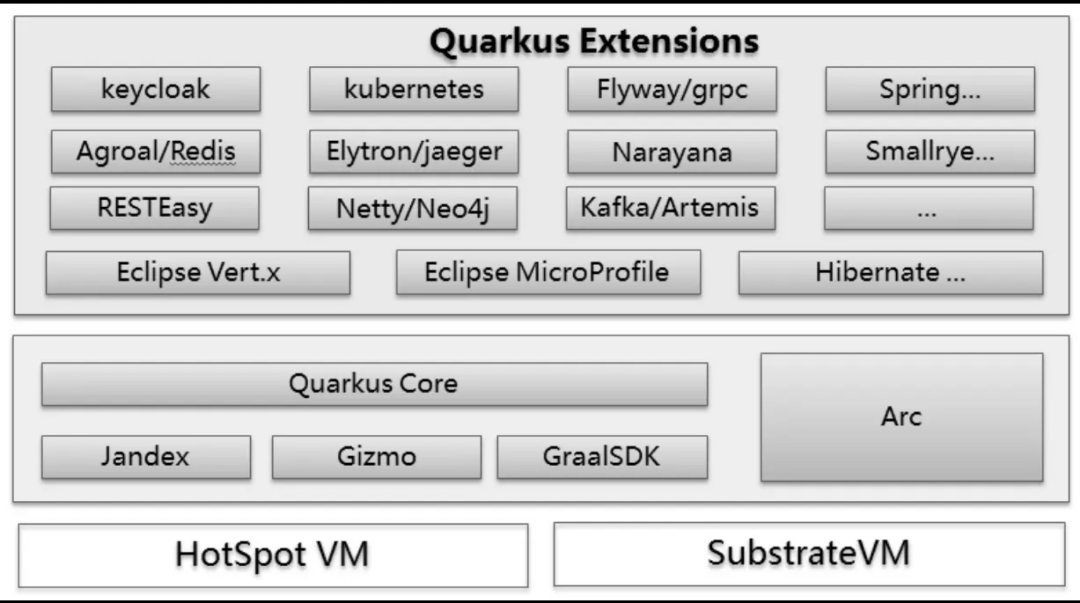 Quarkus Extensions
keycloak kubernetes Flyway/grpc Spring...
Agroal/Redis Elytron/jaeger Narayana Smallrye...
RESTEasy Netty/Neo4j Kafka/Artemis ...
Eclipse Vert.x Eclipse MicroProfile Hibernate ...
Quarkus Core
Arc
Jandex Gizmo GraalSDK
HotSpot VM SubstrateVM